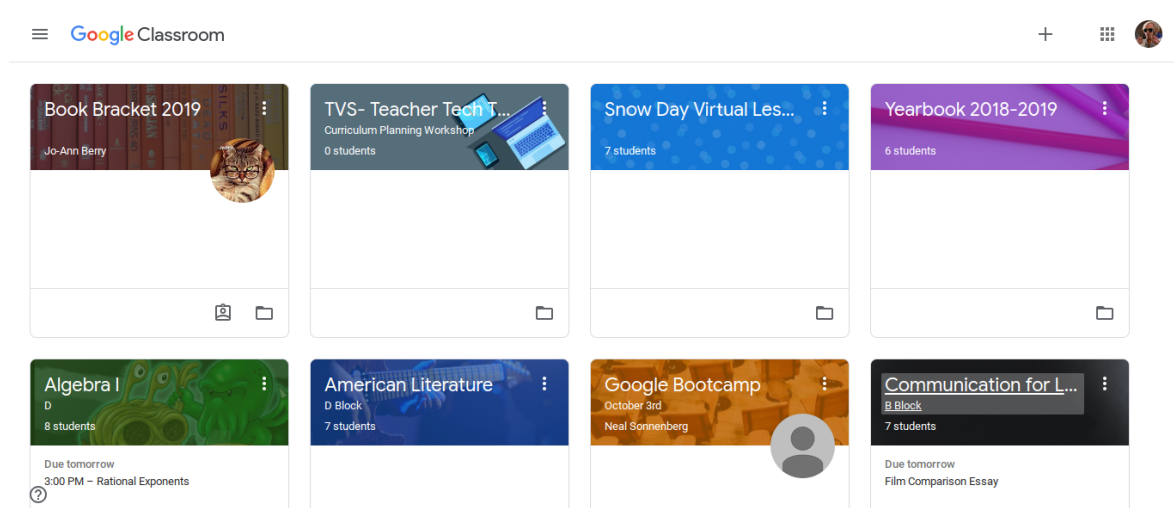 Google Classroom
Book Bracket 2019
Jo-Ann Berry
TVS- Teacher Tech T...
Curriculum Planning Workshop
0 students
Snow Day Virtual Les...
7 students
Yearbook 2018-2019
6 students
Algebra I
D
8 students
Due tomorrow
3:00 PM – Rational Exponents
American Literature
D Block
7 students
Google Bootcamp
October 3rd
Neal Sonnenberg
Communication for L...
B Block
7 students
Due tomorrow
Film Comparison Essay